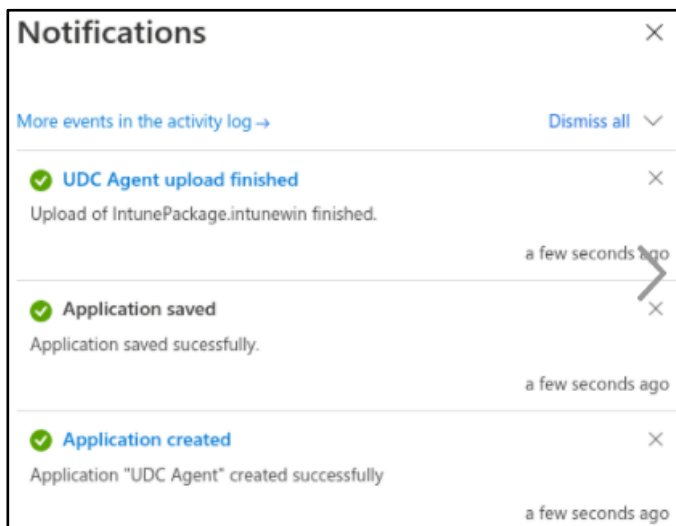 Notifications
More events in the activity log → Dismiss all
UDC Agent upload finished
Upload of IntunePackage.intunewin finished.
a few seconds ago
Application saved
Application saved sucessfully.
a few seconds ago
Application created
Application "UDC Agent" created successfully
a few seconds ago